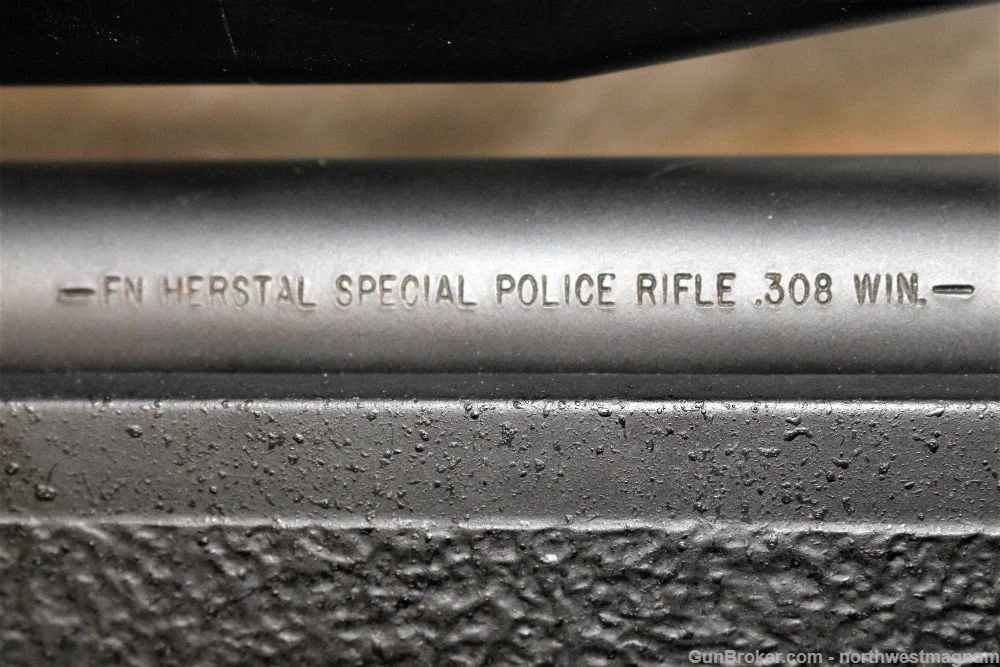 -FN HERSTAL SPECIAL POLICE RIFLE .308 WIN.-
GunBroker.com - northwestmagnum